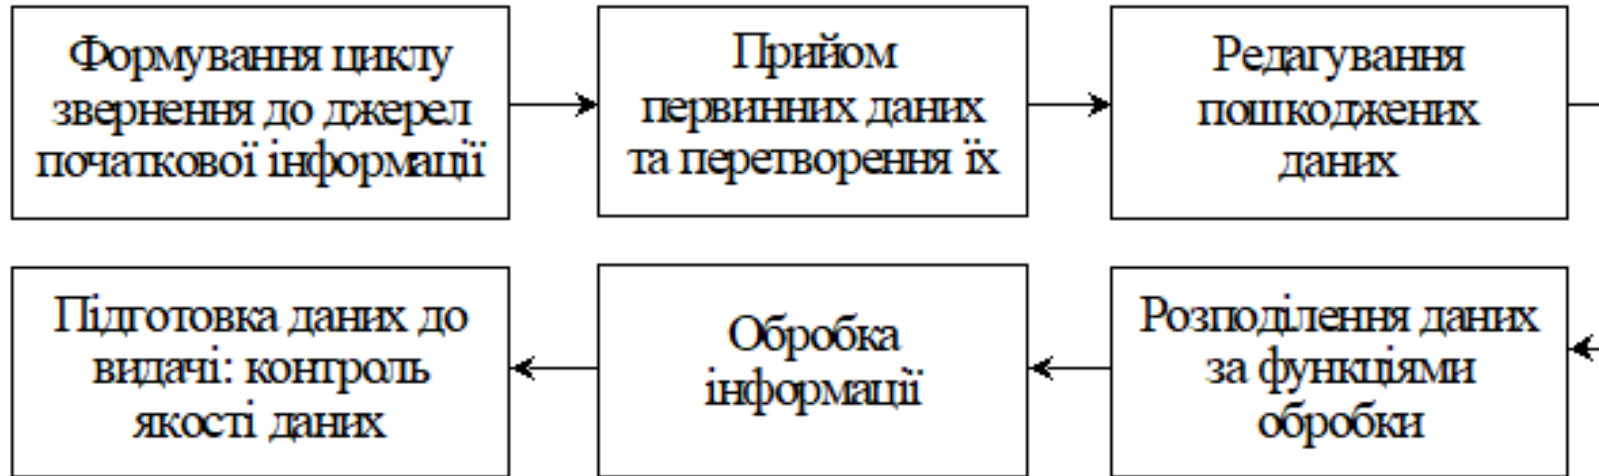 Формування циклу
звернення до джерел
початкової інформації
Прийом
первинних даних
та перетворення їх
Редагування
пошкоджених
даних
Підготовка даних до
видачі: контроль
якості даних
Обробка
інформації
Розподілення даних
за функціями
обробки